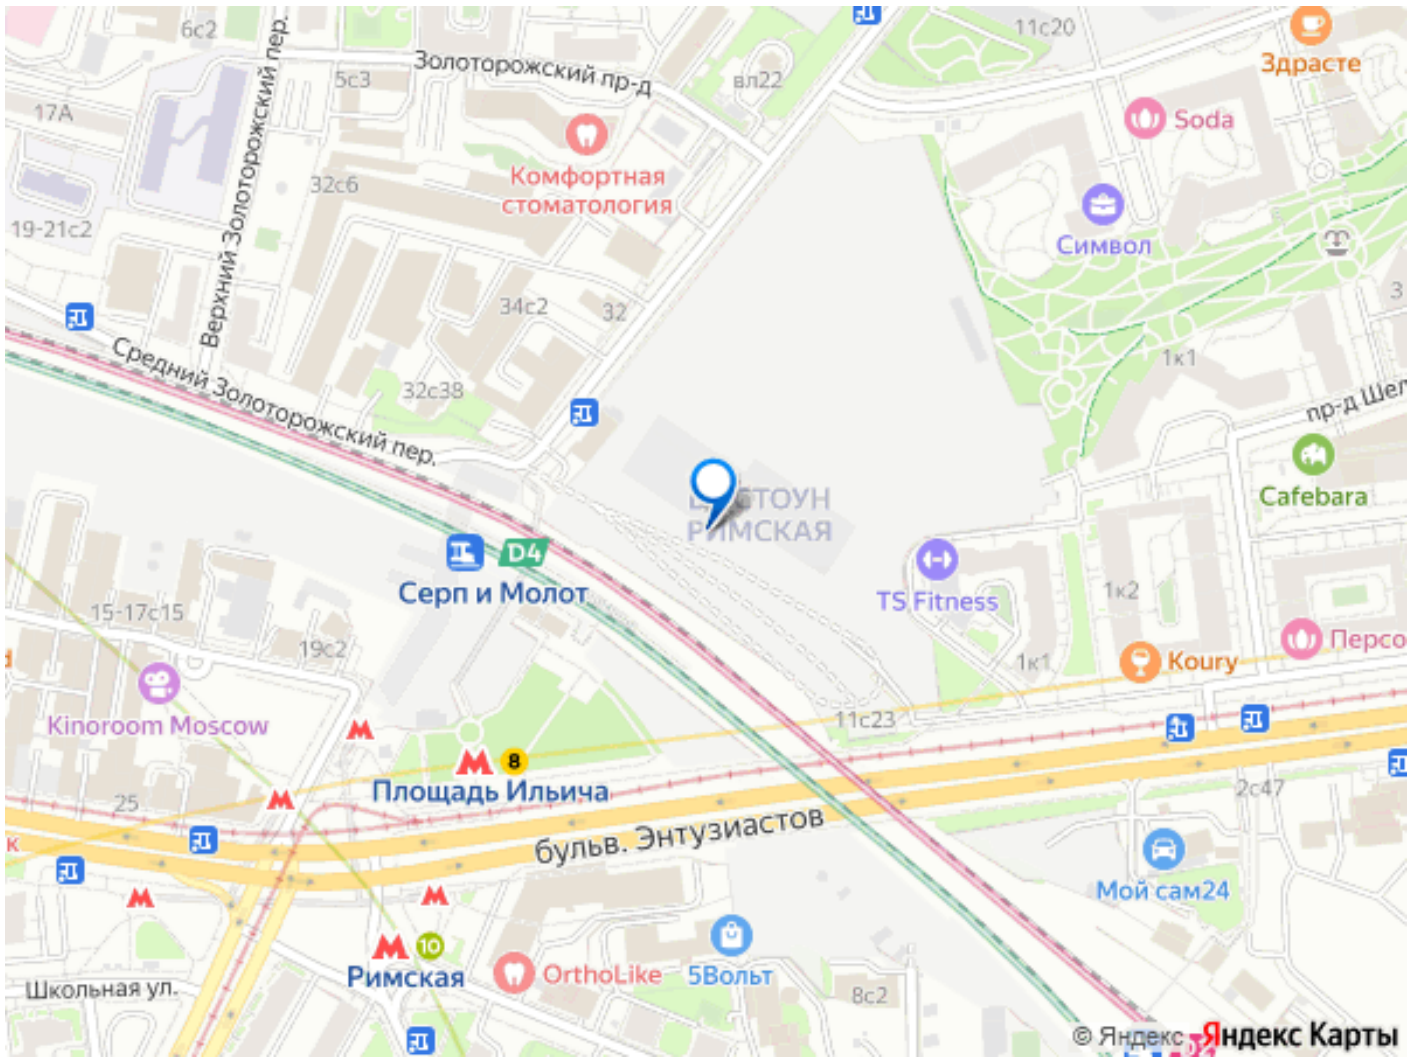 6с2
11с20
Здрасте
Золоторожский пр-д
5с3
вл22
17А
Soda
Верхний Золоторожский пер.
Комфортная
стоматология
32с6
19-21с2
Символ
34с2
32
3
1к1
Средний Золоторожский пер.
32с38
пр-д Шел
Cafebara
РИМСКАЯ
D4
Серп и Молот
TS Fitness
1к2
15-17с15
19с2
1к1
Koury
Персо
Kinoroom Moscow
11с23
8
Площадь Ильича
25
2с47
бульв. Энтузиастов
к
Мой сам24
10
Римская
OrthoLike
5Вольт
Школьная ул.
8с2
© Яндекс Яндекс Карты